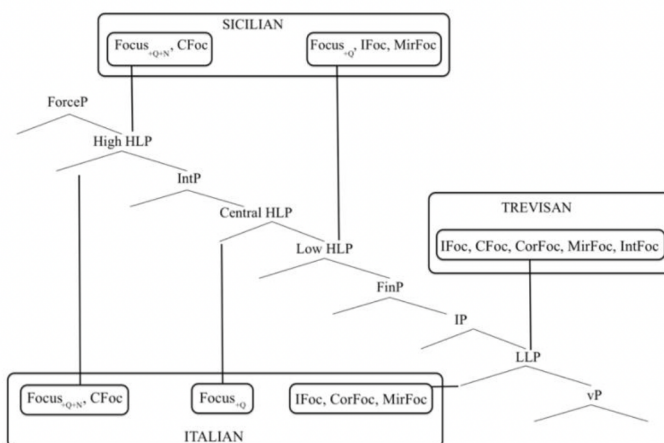 SICILIAN
Focus+Q+N, CFoc
Focus+Q, IFoc, MirFoc
ForceP
High HLP
IntP
Central HLP
TREVISAN
IFoc, CFoc, CorFoc, MirFoc, IntFoc
Low HLP
FinP
IP
LLP
vP
Focus+Q+N, CFoc
Focus+Q
IFoc, CorFoc, MirFoc
ITALIAN